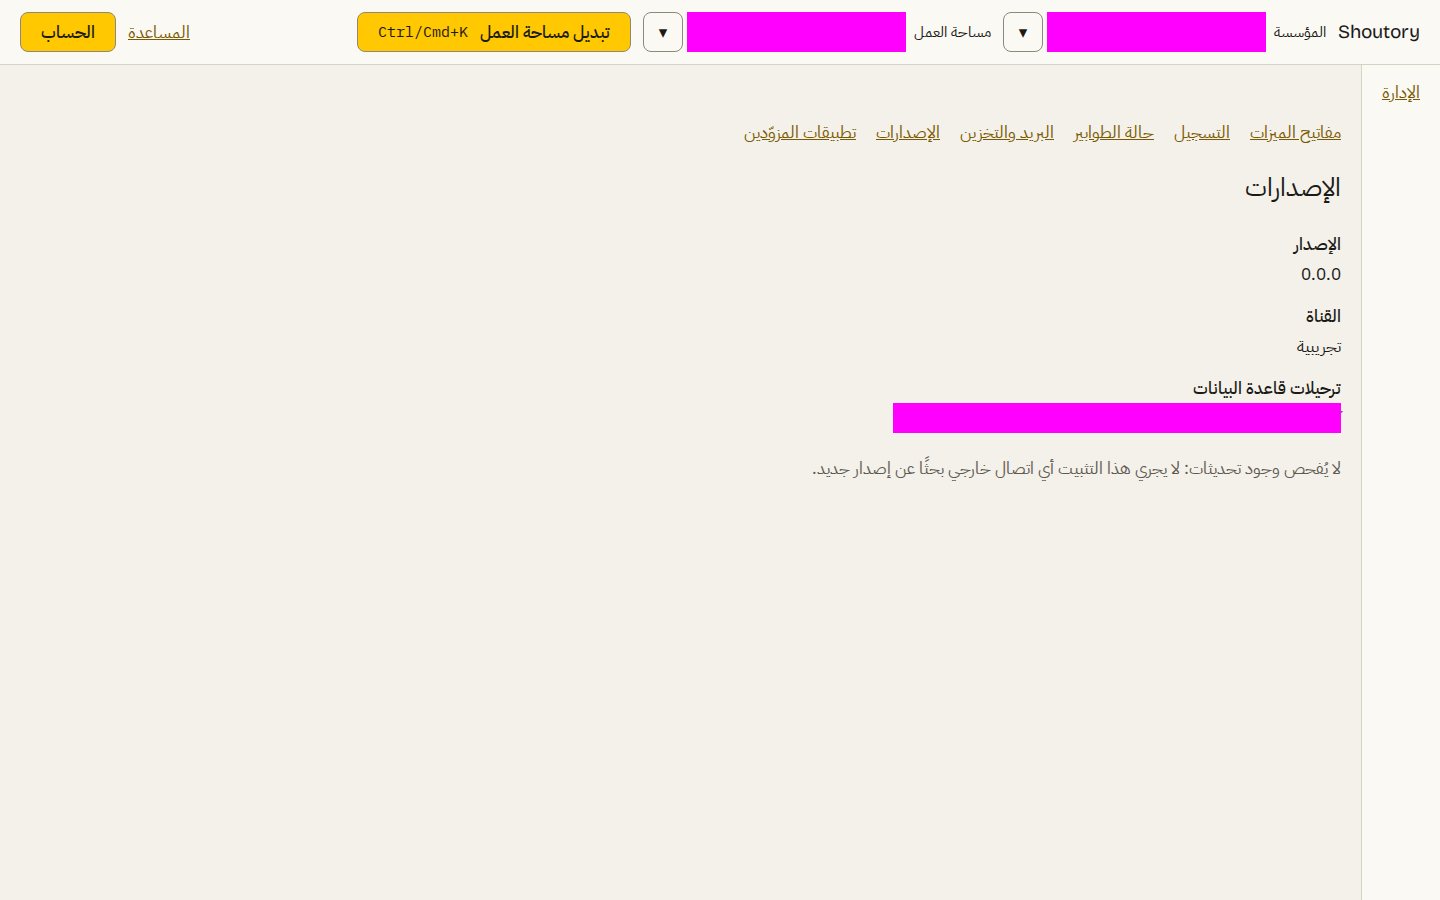 Shoutory المؤسسة ▼ مساحة العمل ▼ تبديل مساحة العمل Ctrl/Cmd+K المساعدة الحساب
الإدارة
مفاتيح الميزات التسجيل حالة الطوابير البريد والتخزين الإصدارات تطبيقات المزوّدين
الإصدارات
الإصدار
0.0.0
القناة
تجريبية
ترحيلات قاعدة البيانات
لا يُفحص وجود تحديثات: لا يجري هذا التثبيت أي اتصال خارجي بحثًا عن إصدار جديد.